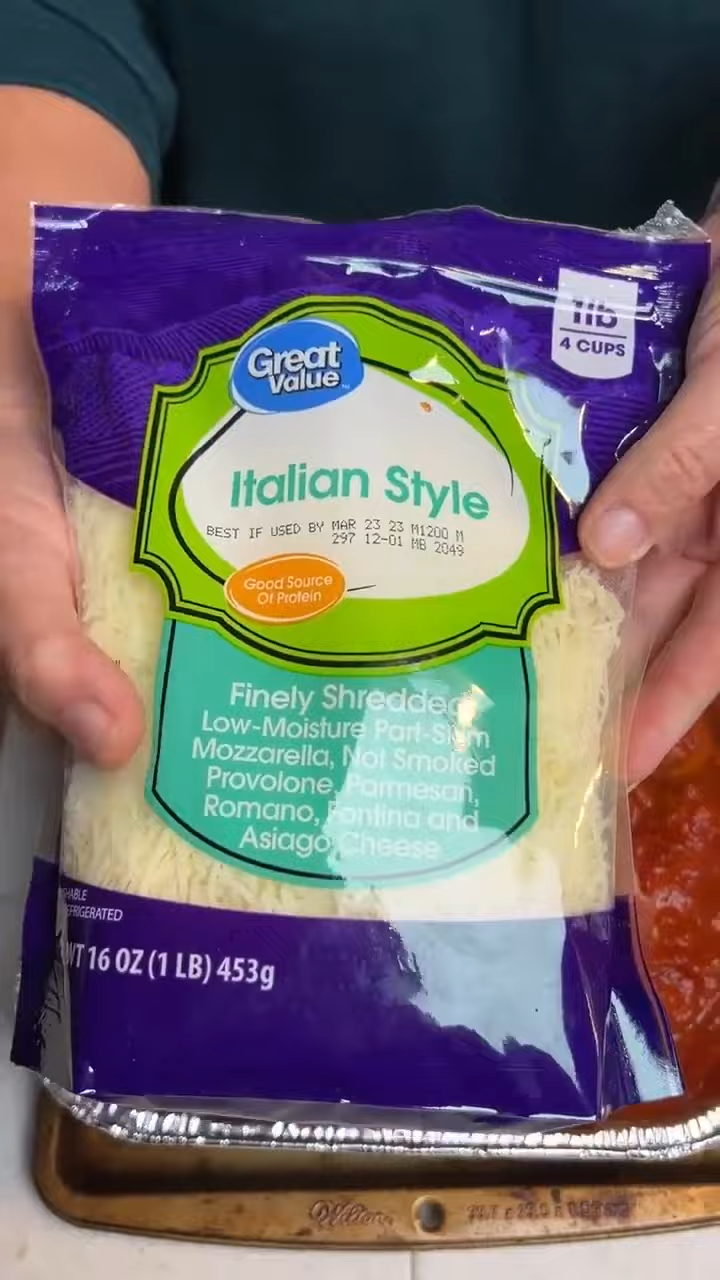 1lb
4 CUPS
Great
Value™
Italian Style
BEST IF USED BY MAR 23 23 M1200 M
297 12-01 MB 2049
Good Source
Of Protein
Finely Shredded
Low-Moisture Part-Skim
Mozzarella, Not Smoked
Provolone, Parmesan,
Romano, Fontina and
Asiago Cheese
WT 16 OZ (1 LB) 453g
Wilton